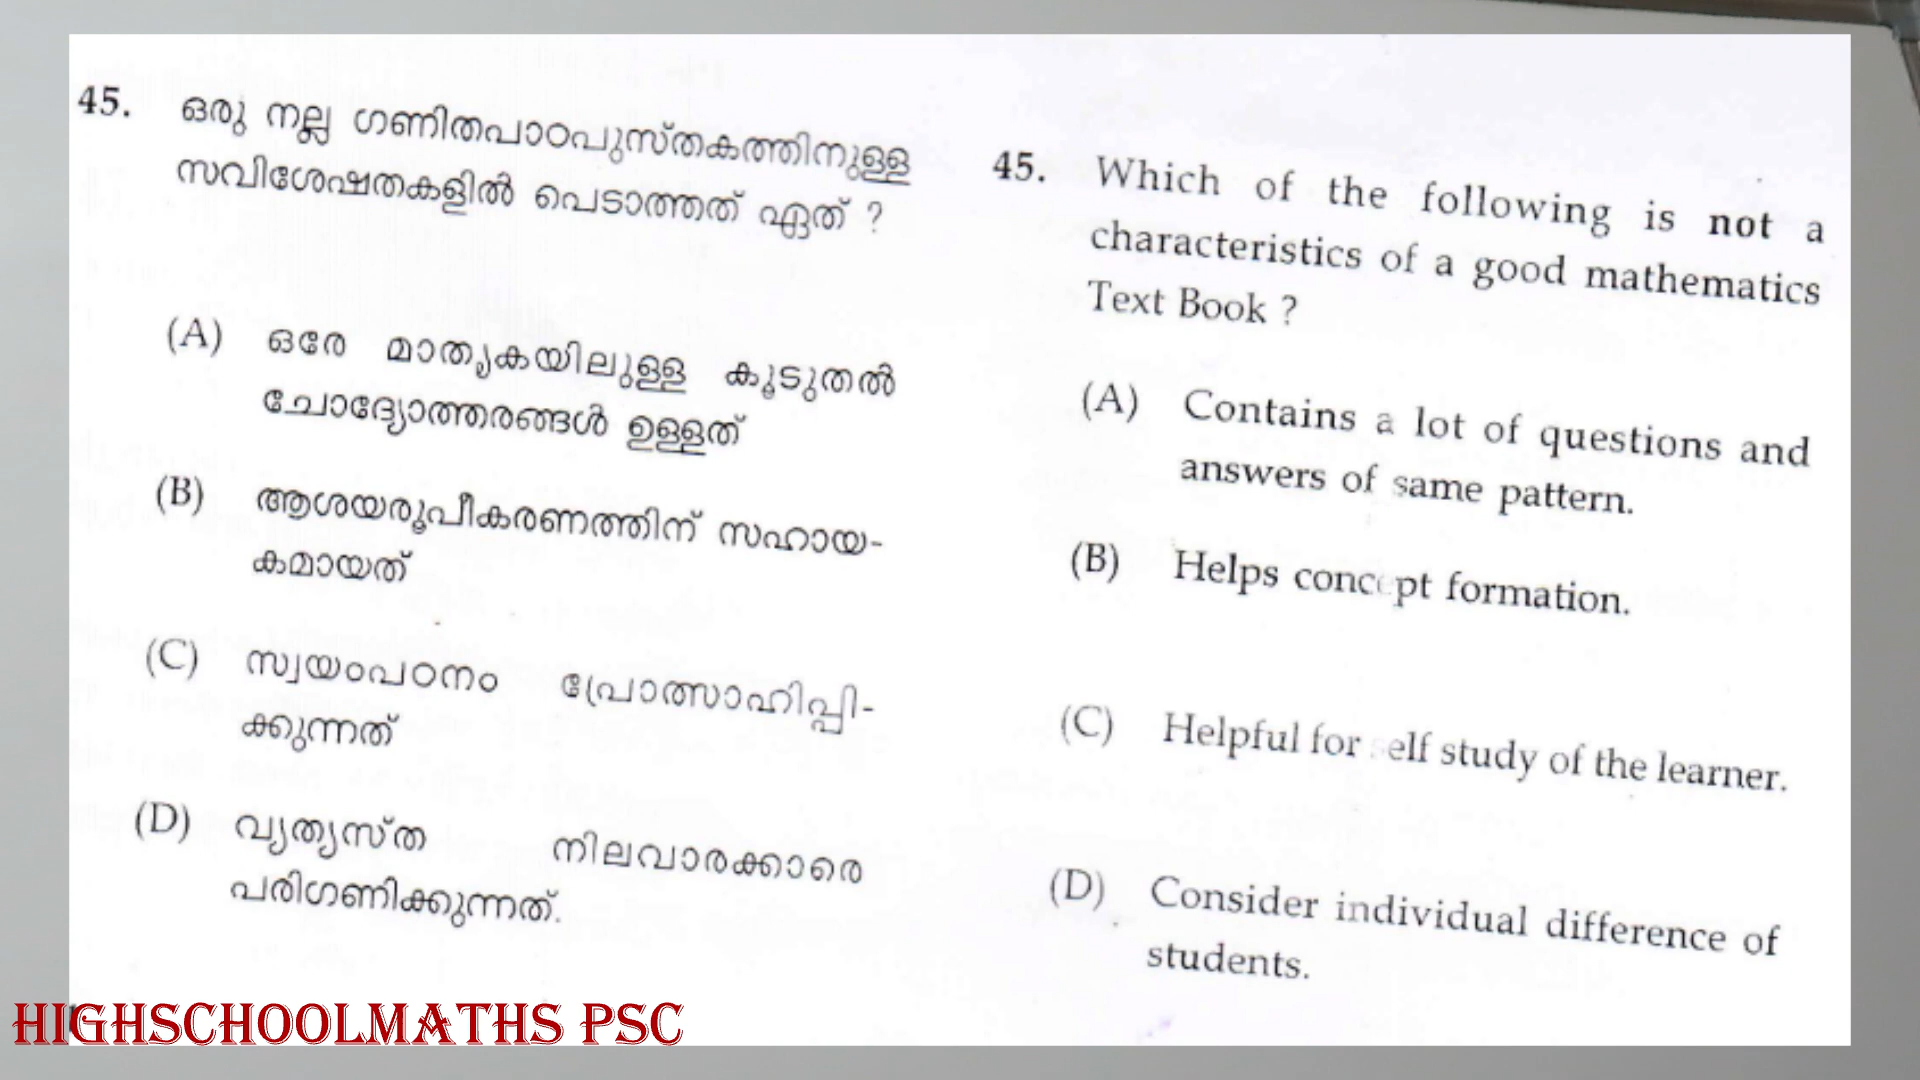 45. ഒരു നല്ല ഗണിതപാഠപുസ്തകത്തിനുള്ള
സവിശേഷതകളിൽ പെടാത്തത് ഏത് ?
(A) ഒരേ മാതൃകയിലുള്ള കൂടുതൽ
ചോദ്യോത്തരങ്ങൾ ഉള്ളത്
(B) ആശയരൂപീകരണത്തിന് സഹായ-
കമായത്
(C) സ്വയംപഠനം പ്രോത്സാഹിപ്പി-
ക്കുന്നത്
(D) വ്യത്യസ്ത നിലവാരക്കാരെ
പരിഗണിക്കുന്നത്.
45. Which of the following is not a
characteristics of a good mathematics
Text Book ?
(A) Contains a lot of questions and
answers of same pattern.
(B) Helps concept formation.
(C) Helpful for self study of the learner.
(D) Consider individual difference of
students.
HIGHSCHOOLMATHS PSC